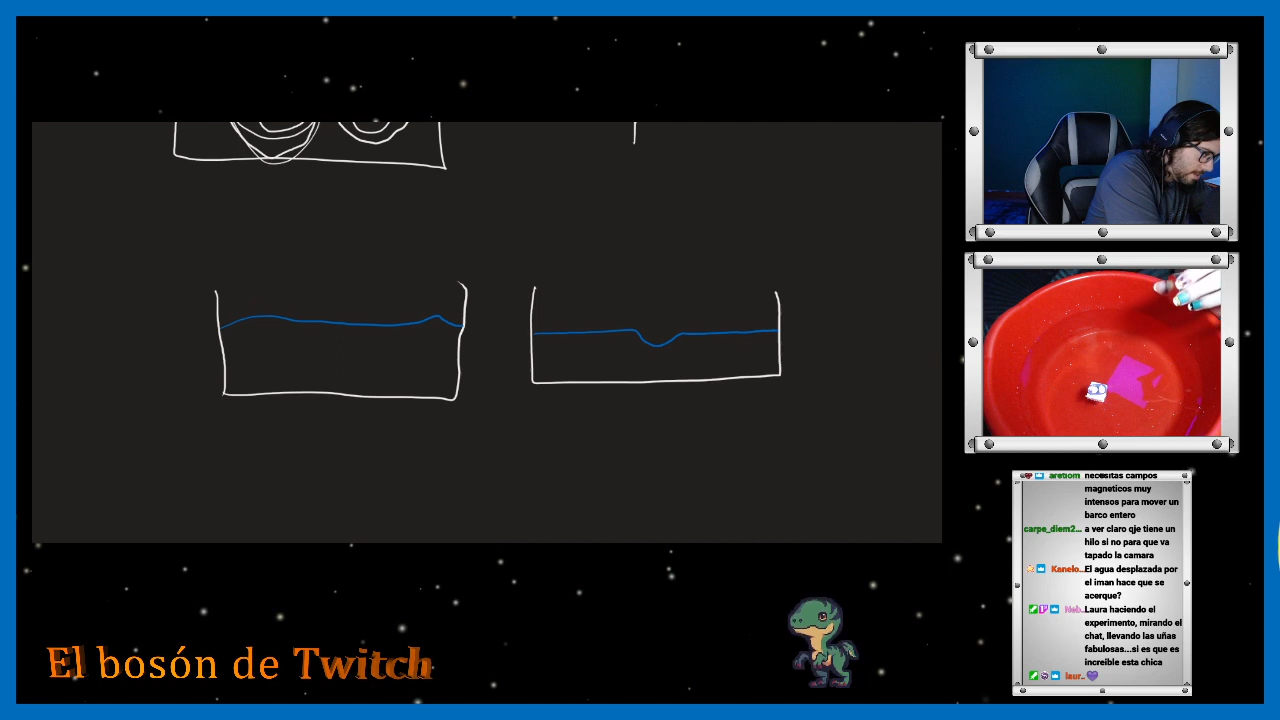 aretiom necesitas campos
magneticos muy
intensos para mover un
barco entero
carpe_diem2... a ver claro qje tiene un
hilo si no para que va
tapado la camara
Kanelo... El agua desplazada por
el iman hace que se
acerque?
Neb... Laura haciendo el
experimento, mirando el
chat, llevando las uñas
fabulosas...si es que es
increible esta chica
laur..
El bosón de Twitch